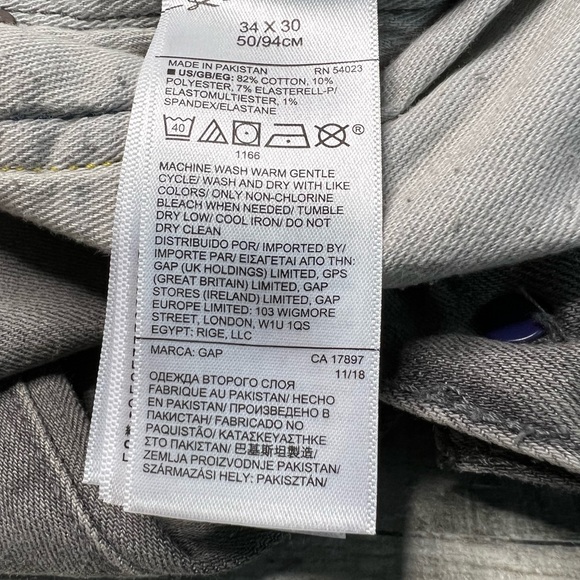 34 X 30
50/94CM
MADE IN PAKISTAN RN 54023
■ US/GB/EG: 82% COTTON, 10%
POLYESTER, 7% ELASTERELL-P/
ELASTOMULTIESTER, 1%
SPANDEX/ELASTANE
40 ®
1166
MACHINE WASH WARM GENTLE
CYCLE/ WASH AND DRY WITH LIKE
COLORS/ ONLY NON-CHLORINE
BLEACH WHEN NEEDED/ TUMBLE
DRY LOW/ COOL IRON/ DO NOT
DRY CLEAN
DISTRIBUIDO POR/ IMPORTED BY/
IMPORTE PAR/ ΕΙΣΑΓΕΤΑΙ ΑΠΟ ΤΗΝ:
GAP (UK HOLDINGS) LIMITED, GPS
(GREAT BRITAIN) LIMITED, GAP
STORES (IRELAND) LIMITED, GAP
EUROPE LIMITED: 103 WIGMORE
STREET, LONDON, W1U 1QS
EGYPT: RIGE, LLC
MARCA: GAP CA 17897
11/18
ОДЕЖДА ВТОРОГО СЛОЯ
FABRIQUE AU PAKISTAN/ HECHO
EN PAKISTAN/ ПРОИЗВЕДЕНО В
ПАКИСТАН/ FABRICADO NO
PAQUISTÃO/ ΚΑΤΑΣΚΕΥΑΣΤΗΚΕ
ΣΤΟ ΠΑΚΙΣΤΑΝ/ 巴基斯坦製造/
ZEMLJA PROIZVODNJE PAKISTAN/
SZÁRMAZÁSI HELY: PAKISZTÁN/